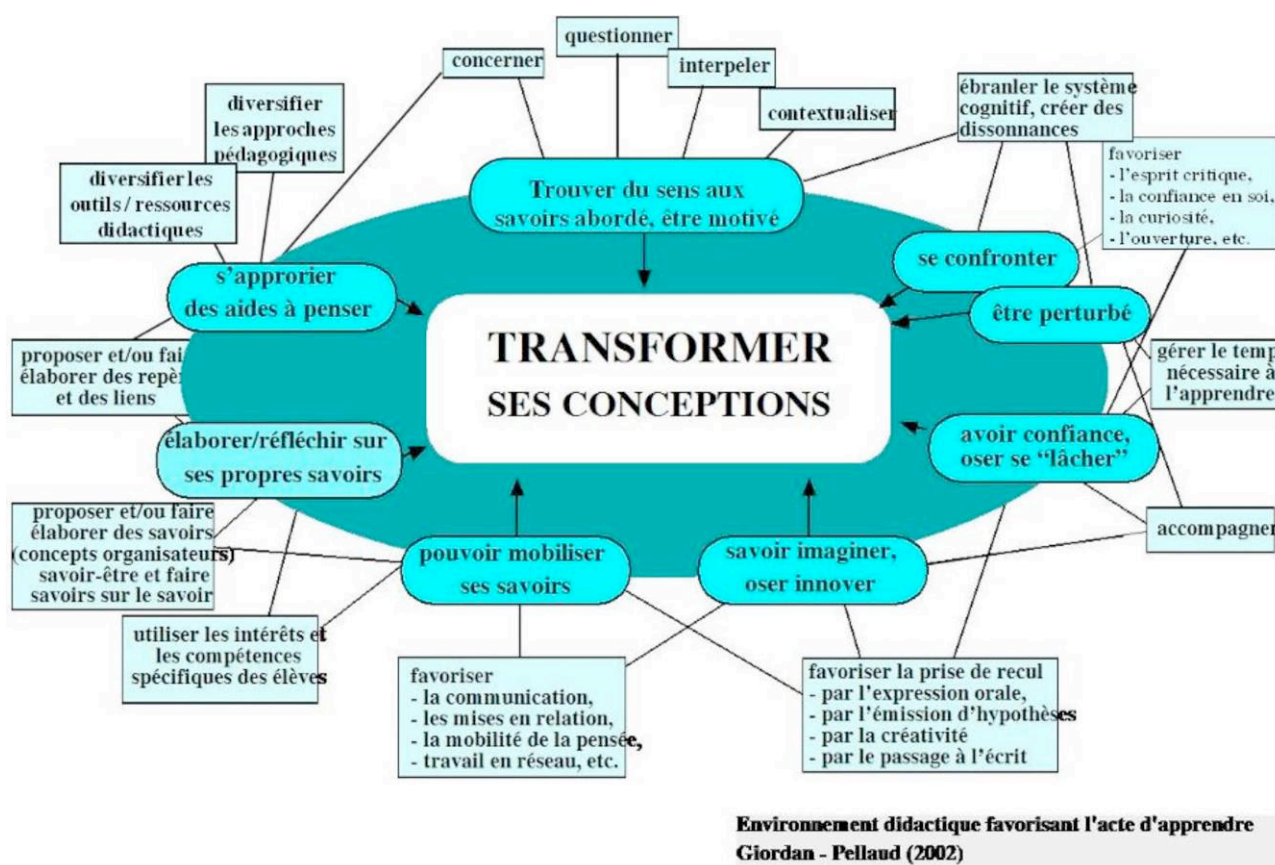 questionner
concerner
interpeler
contextualiser
ébranler le système
cognitif, créer des
dissonnances
diversifier
les approches
pédagogiques
diversifier les
outils / ressources
didactiques
favoriser
- l'esprit critique,
- la confiance en soi,
- la curiosité,
- l'ouverture, etc.
Trouver du sens aux
savoirs abordé, être motivé
se confronter
être perturbé
s'approrier
des aides à penser
TRANSFORMER
SES CONCEPTIONS
proposer et/ou fai
élaborer des repèr
et des liens
gérer le temp
nécessaire à
l'apprendre
élaborer/réfléchir sur
ses propres savoirs
avoir confiance,
oser se “lâcher”
proposer et/ou faire
élaborer des savoirs
(concepts organisateurs)
savoir-être et faire
savoirs sur le savoir
pouvoir mobiliser
ses savoirs
savoir imaginer,
oser innover
accompagner
utiliser les intérêts et
les compétences
spécifiques des élèves
favoriser
- la communication,
- les mises en relation,
- la mobilité de la pensée,
- travail en réseau, etc.
favoriser la prise de recul
- par l'expression orale,
- par l'émission d'hypothèses
- par la créativité
- par le passage à l'écrit
Environnement didactique favorisant l'acte d'apprendre
Giordan - Pellaud (2002)